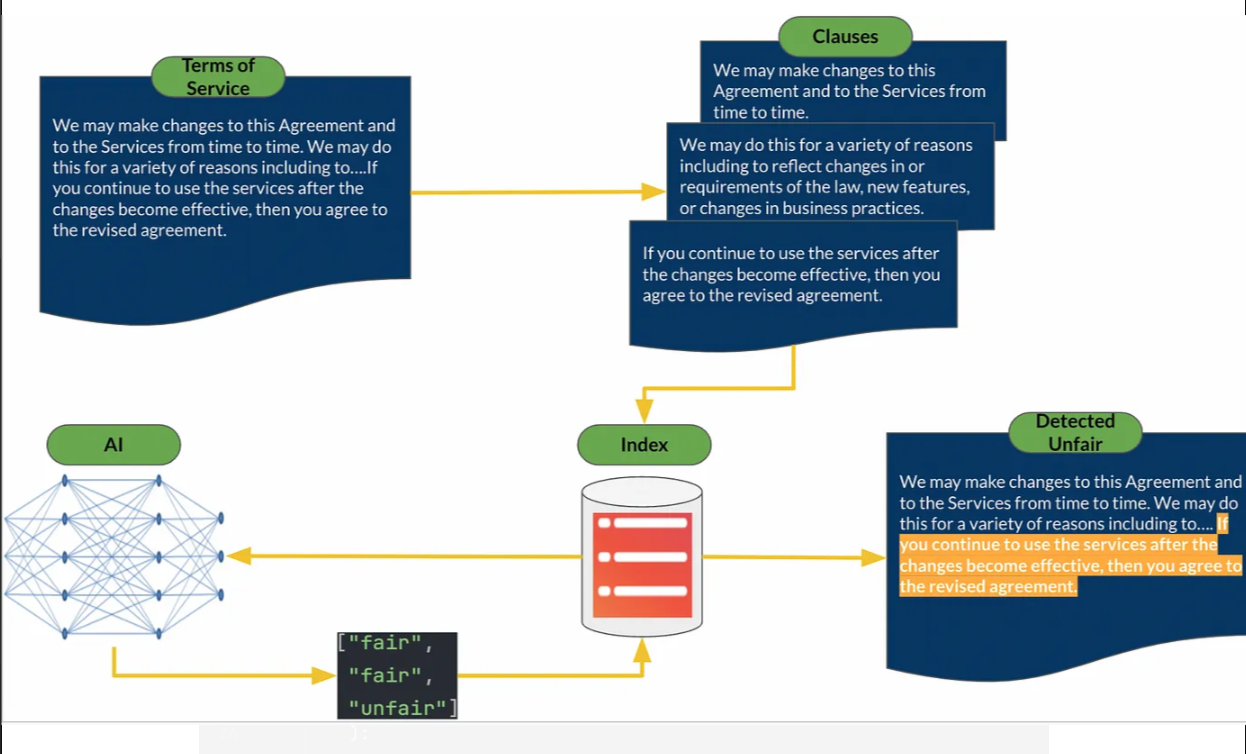 Terms of
Service
We may make changes to this Agreement and
to the Services from time to time. We may do
this for a variety of reasons including to....If
you continue to use the services after the
changes become effective, then you agree to
the revised agreement.
Clauses
We may make changes to this
Agreement and to the Services from
time to time.
We may do this for a variety of reasons
including to reflect changes in or
requirements of the law, new features,
or changes in business practices.
If you continue to use the services after
the changes become effective, then you
agree to the revised agreement.
AI
Index
["fair",
"fair",
"unfair"]
Detected
Unfair
We may make changes to this Agreement and
to the Services from time to time. We may do
this for a variety of reasons including to.... If
you continue to use the services after the
changes become effective, then you agree to
the revised agreement.
);